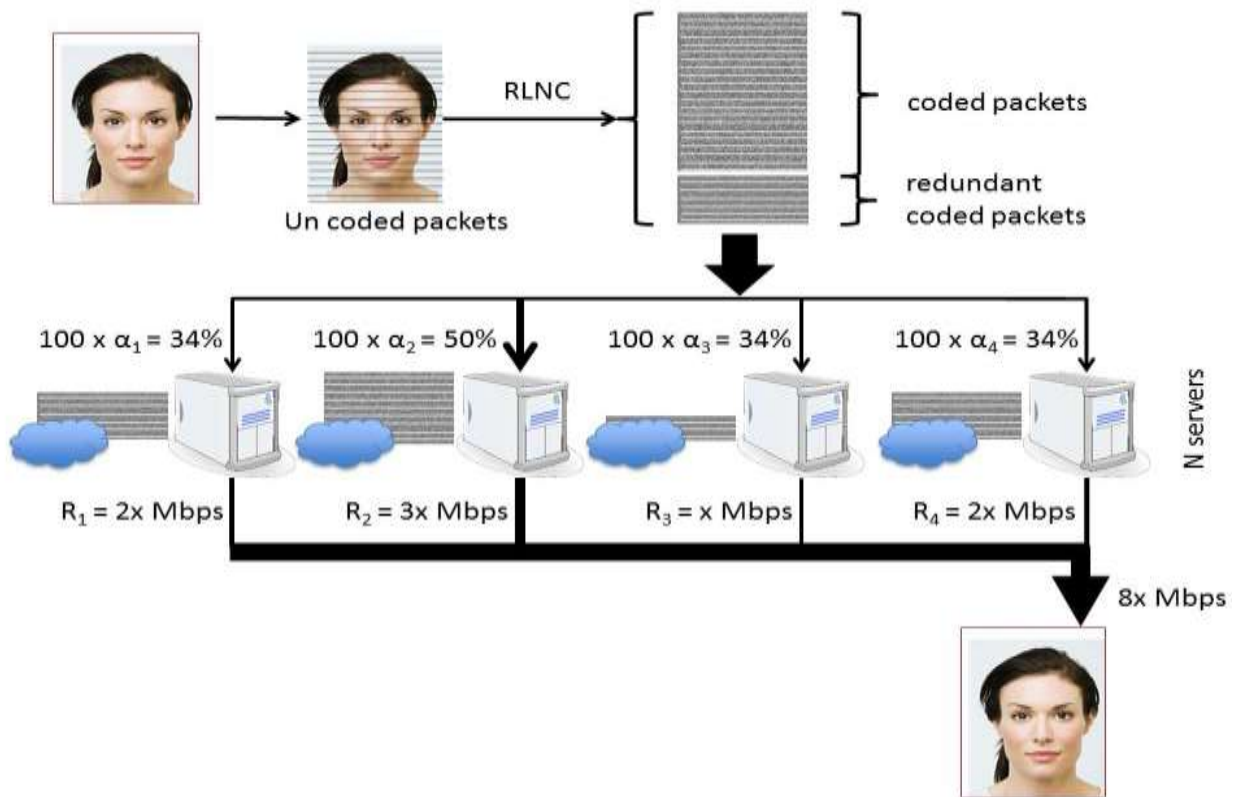 RLNC
coded packets
redundant
coded packets
Un coded packets
100 x α₁ = 34%
100 x α₂ = 50%
100 x α₃ = 34%
100 x α₄ = 34%
N servers
R₁ = 2x Mbps
R₂ = 3x Mbps
R₃ = x Mbps
R₄ = 2x Mbps
8x Mbps